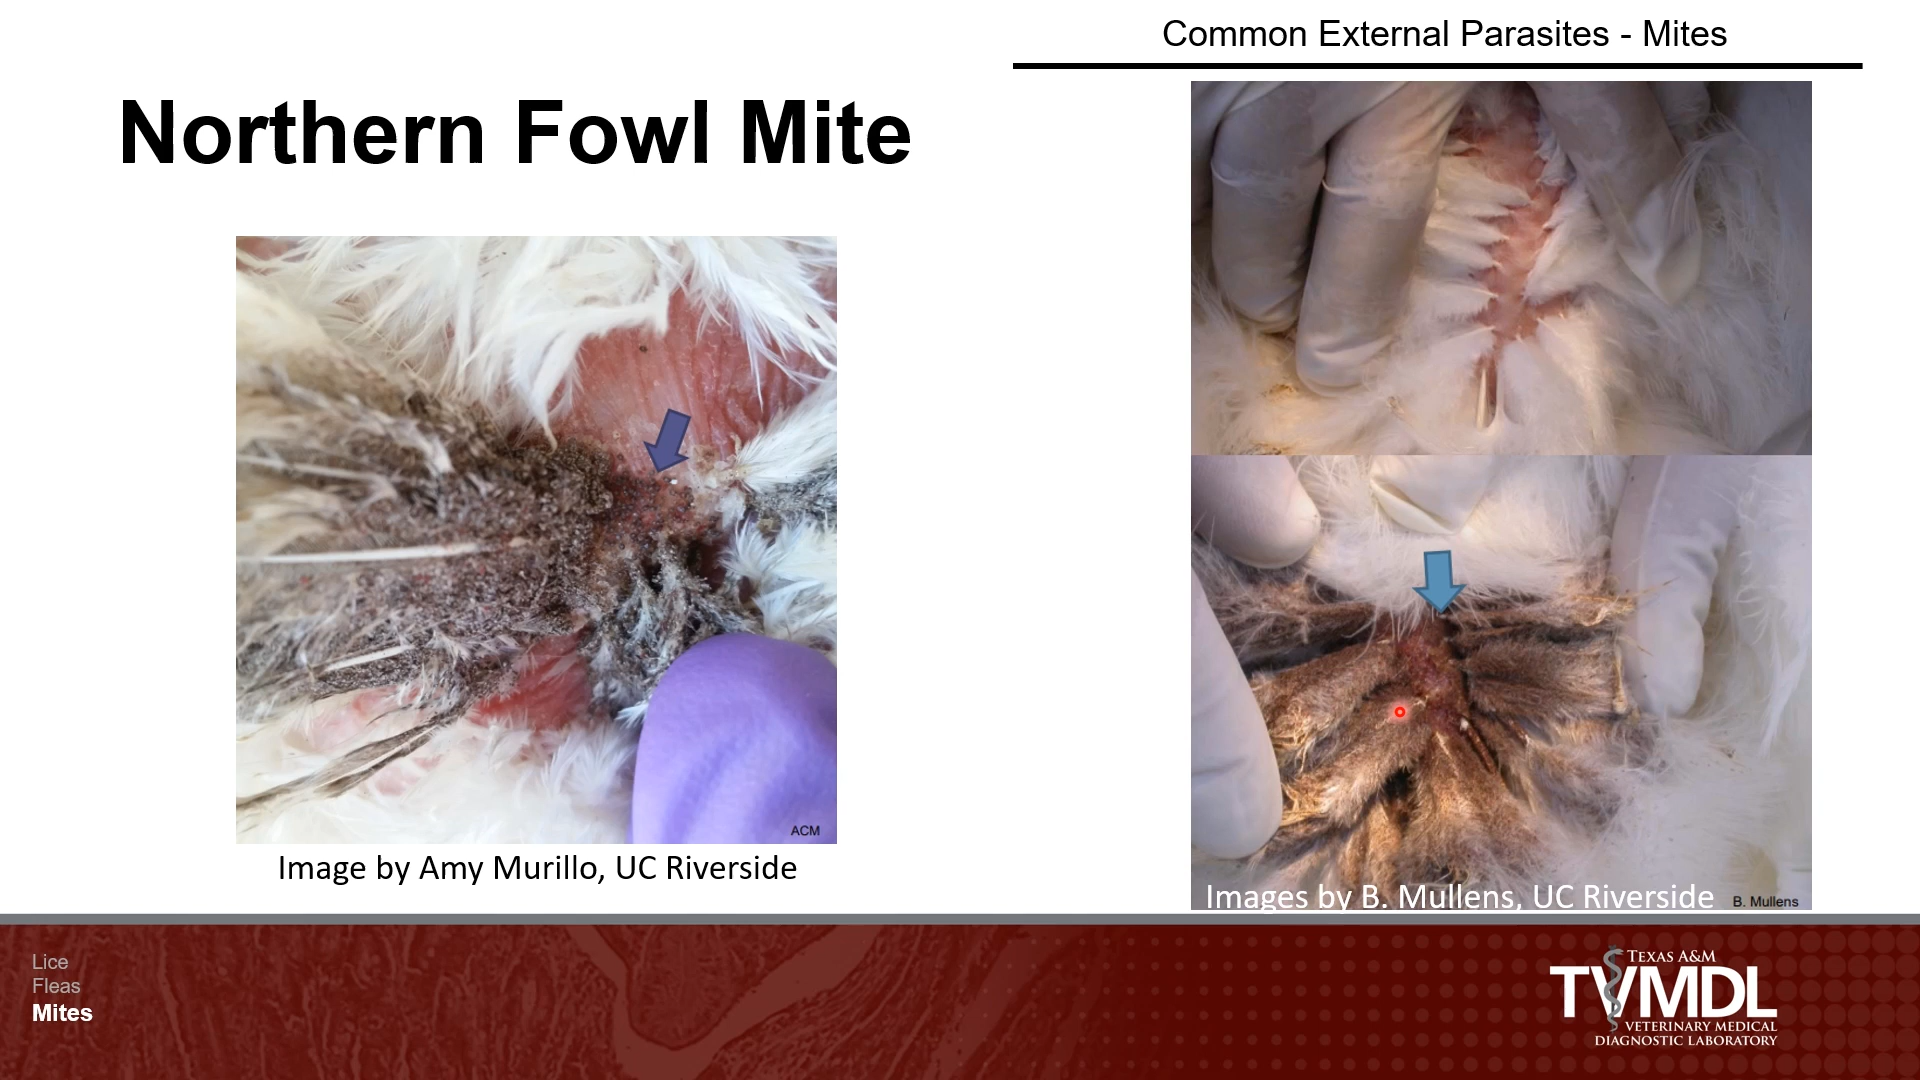 Common External Parasites - Mites
Northern Fowl Mite
ACM
Image by Amy Murillo, UC Riverside
Images by B. Mullens, UC Riverside
B. Mullens
Lice
Fleas
Mites
TEXAS A&M
TVMDL
VETERINARY MEDICAL
DIAGNOSTIC LABORATORY